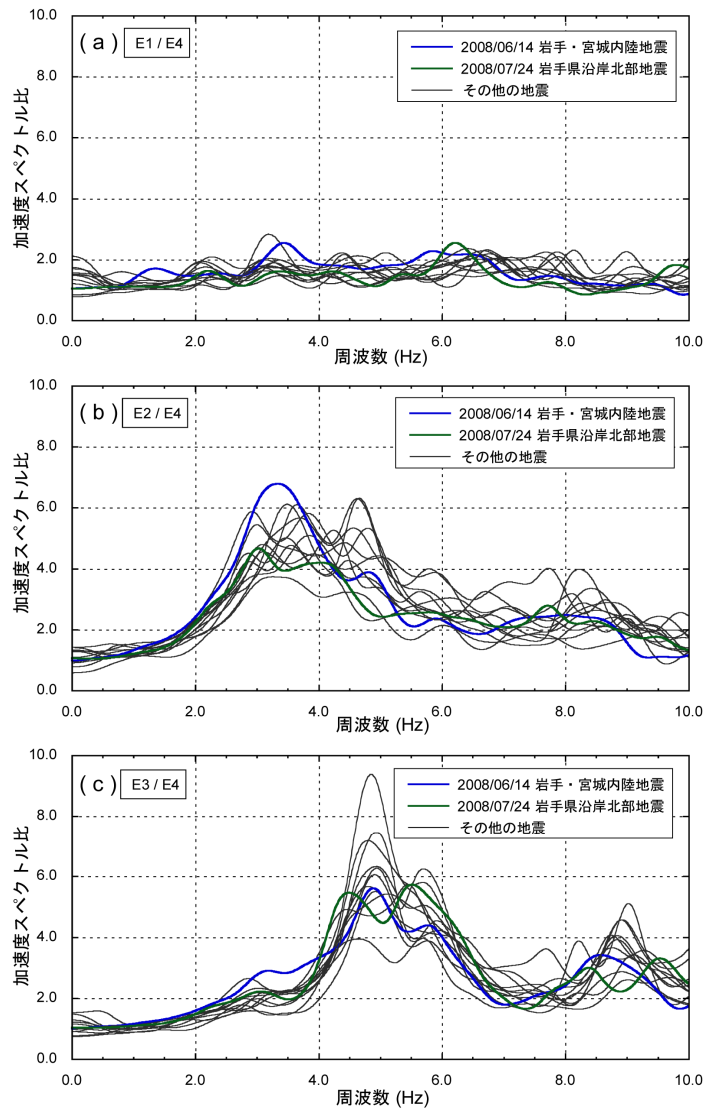 10.0
(a) E1 / E4
2008/06/14 岩手・宮城内陸地震
2008/07/24 岩手県沿岸北部地震
その他の地震
8.0
6.0
4.0
2.0
0.0
加速度スペクトル比
0.0 2.0 4.0 6.0 8.0 10.0
周波数 (Hz)
10.0
(b) E2 / E4
2008/06/14 岩手・宮城内陸地震
2008/07/24 岩手県沿岸北部地震
その他の地震
8.0
6.0
4.0
2.0
0.0
加速度スペクトル比
0.0 2.0 4.0 6.0 8.0 10.0
周波数 (Hz)
10.0
(c) E3 / E4
2008/06/14 岩手・宮城内陸地震
2008/07/24 岩手県沿岸北部地震
その他の地震
8.0
6.0
4.0
2.0
0.0
加速度スペクトル比
0.0 2.0 4.0 6.0 8.0 10.0
周波数 (Hz)